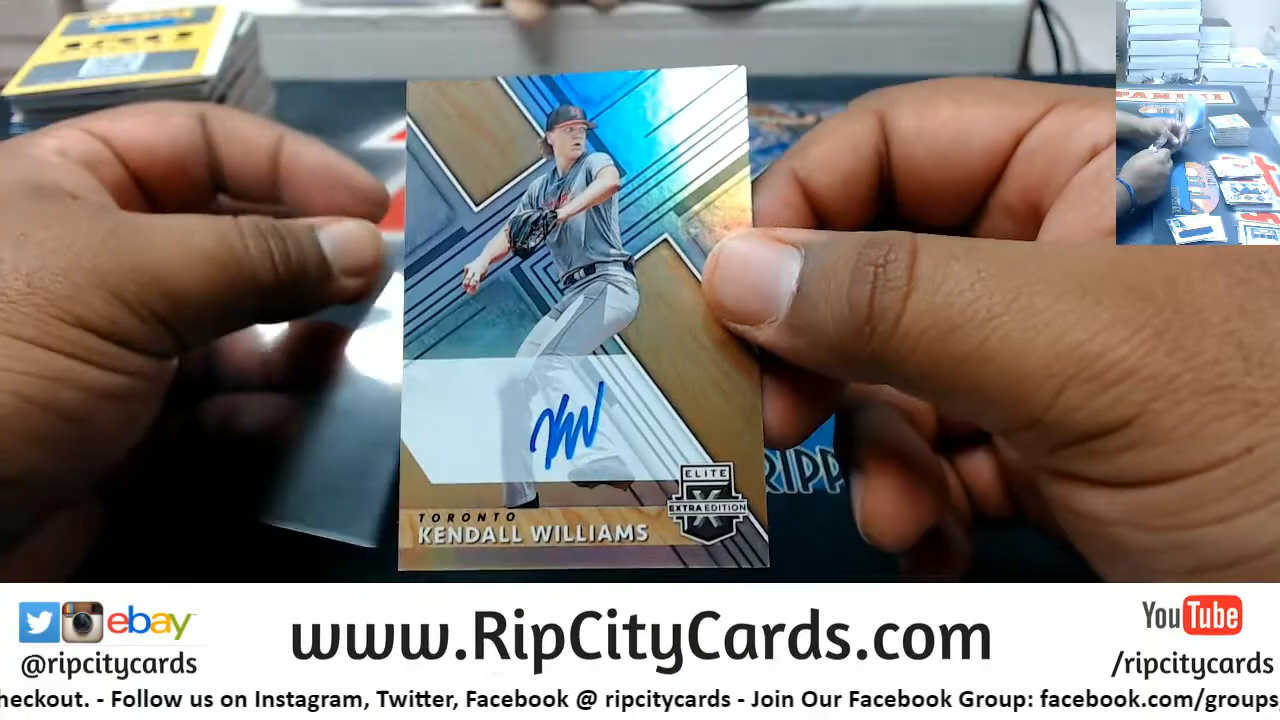 PANINI
RIPP
ELITE
EXTRA EDITION
X
TORONTO
KENDALL WILLIAMS
ebay
www.RipCityCards.com
YouTube
@ripcitycards
/ripcitycards
heckout. - Follow us on Instagram, Twitter, Facebook @ ripcitycards - Join Our Facebook Group: facebook.com/groups